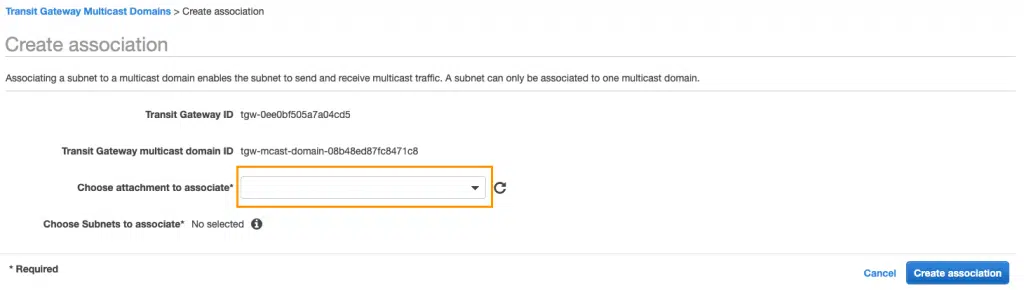 Transit Gateway Multicast Domains > Create association
Create association
Associating a subnet to a multicast domain enables the subnet to send and receive multicast traffic. A subnet can only be associated to one multicast domain.
Transit Gateway ID tgw-0ee0bf505a7a04cd5
Transit Gateway multicast domain ID tgw-mcast-domain-08b48ed87fc8471c8
Choose attachment to associate*
Choose Subnets to associate* No selected
* Required
Cancel Create association